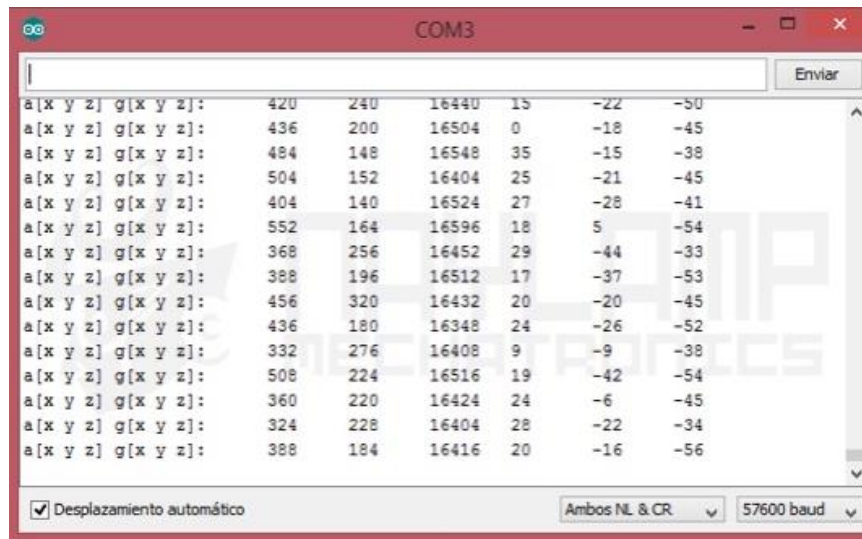 COM3
Enviar
a[x y z] g[x y z]: 420 240 16440 15 -22 -50
a[x y z] g[x y z]: 436 200 16504 0 -18 -45
a[x y z] g[x y z]: 484 148 16548 35 -15 -38
a[x y z] g[x y z]: 504 152 16404 25 -21 -45
a[x y z] g[x y z]: 404 140 16524 27 -28 -41
a[x y z] g[x y z]: 552 164 16596 18 5 -54
a[x y z] g[x y z]: 368 256 16452 29 -44 -33
a[x y z] g[x y z]: 388 196 16512 17 -37 -53
a[x y z] g[x y z]: 456 320 16432 20 -20 -45
a[x y z] g[x y z]: 436 180 16348 24 -26 -52
a[x y z] g[x y z]: 332 276 16408 9 -9 -38
a[x y z] g[x y z]: 508 224 16516 19 -42 -54
a[x y z] g[x y z]: 360 220 16424 24 -6 -45
a[x y z] g[x y z]: 324 228 16404 28 -22 -34
a[x y z] g[x y z]: 388 184 16416 20 -16 -56
NAYLAMP
MECHATRONICS
Desplazamiento automático Ambos NL & CR 57600 baud